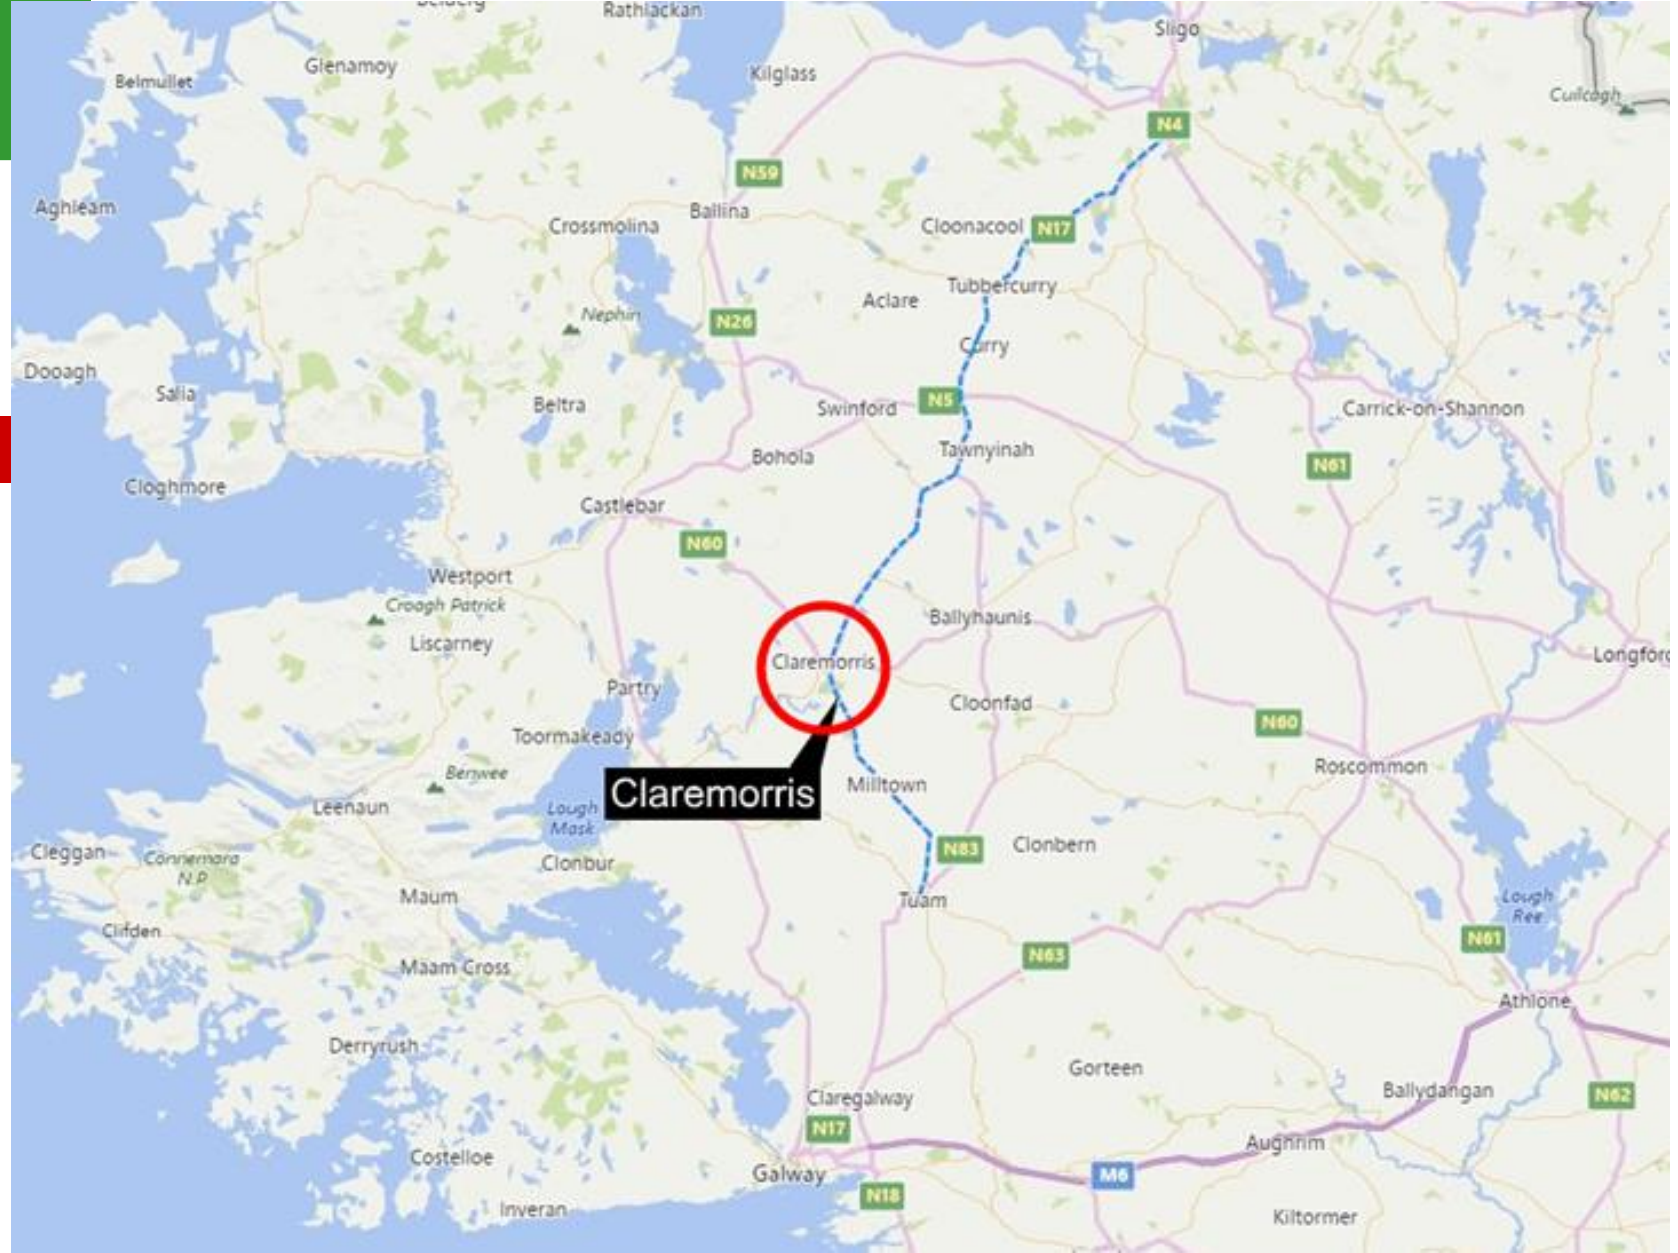 Rathlackan
Sligo
Glenamoy
Kilglass
Belmullet
Cuilcagh
N4
N59
Aghleam
Ballina
Crossmolina
Cloonacool
N17
Tubbercurry
Aclare
Nephin
N26
Curry
Dooagh
Salia
Beltra
Swinford
N5
Carrick-on-Shannon
Tawnyinah
Bohola
N61
Cloghmore
Castlebar
N60
Westport
Croagh Patrick
Ballyhaunis
Liscarney
Claremorris
Longford
Partry
Cloonfad
Toormakeady
N60
Roscommon
Benwee
Milltown
Claremorris
Leenaun
Lough
Mask
Cleggan
Connemara
N.P
Clonbur
N83
Clonbern
Maum
Tuam
Lough
Ree
Clifden
N61
Maam Cross
N63
Athlone
Derryrush
Gorteen
Claregalway
Ballydangan
N62
N17
Aughrim
Costelloe
Galway
M6
N18
Inveran
Kiltormer